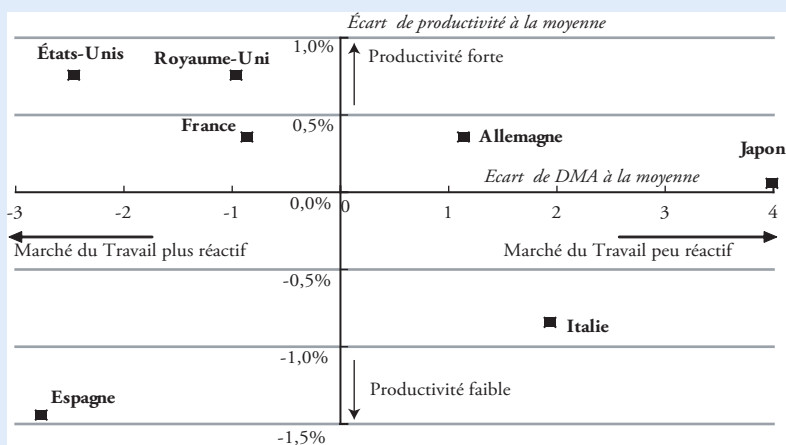 Écart de productivité à la moyenne
1,0%
États-Unis
Royaume-Uni
Productivité forte
France
0,5%
Allemagne
Japon
Ecart de DMA à la moyenne
0,0%
-3
-2
-1
0
1
2
3
4
Marché du Travail plus réactif
Marché du Travail peu réactif
-0,5%
Italie
-1,0%
Espagne
Productivité faible
-1,5%